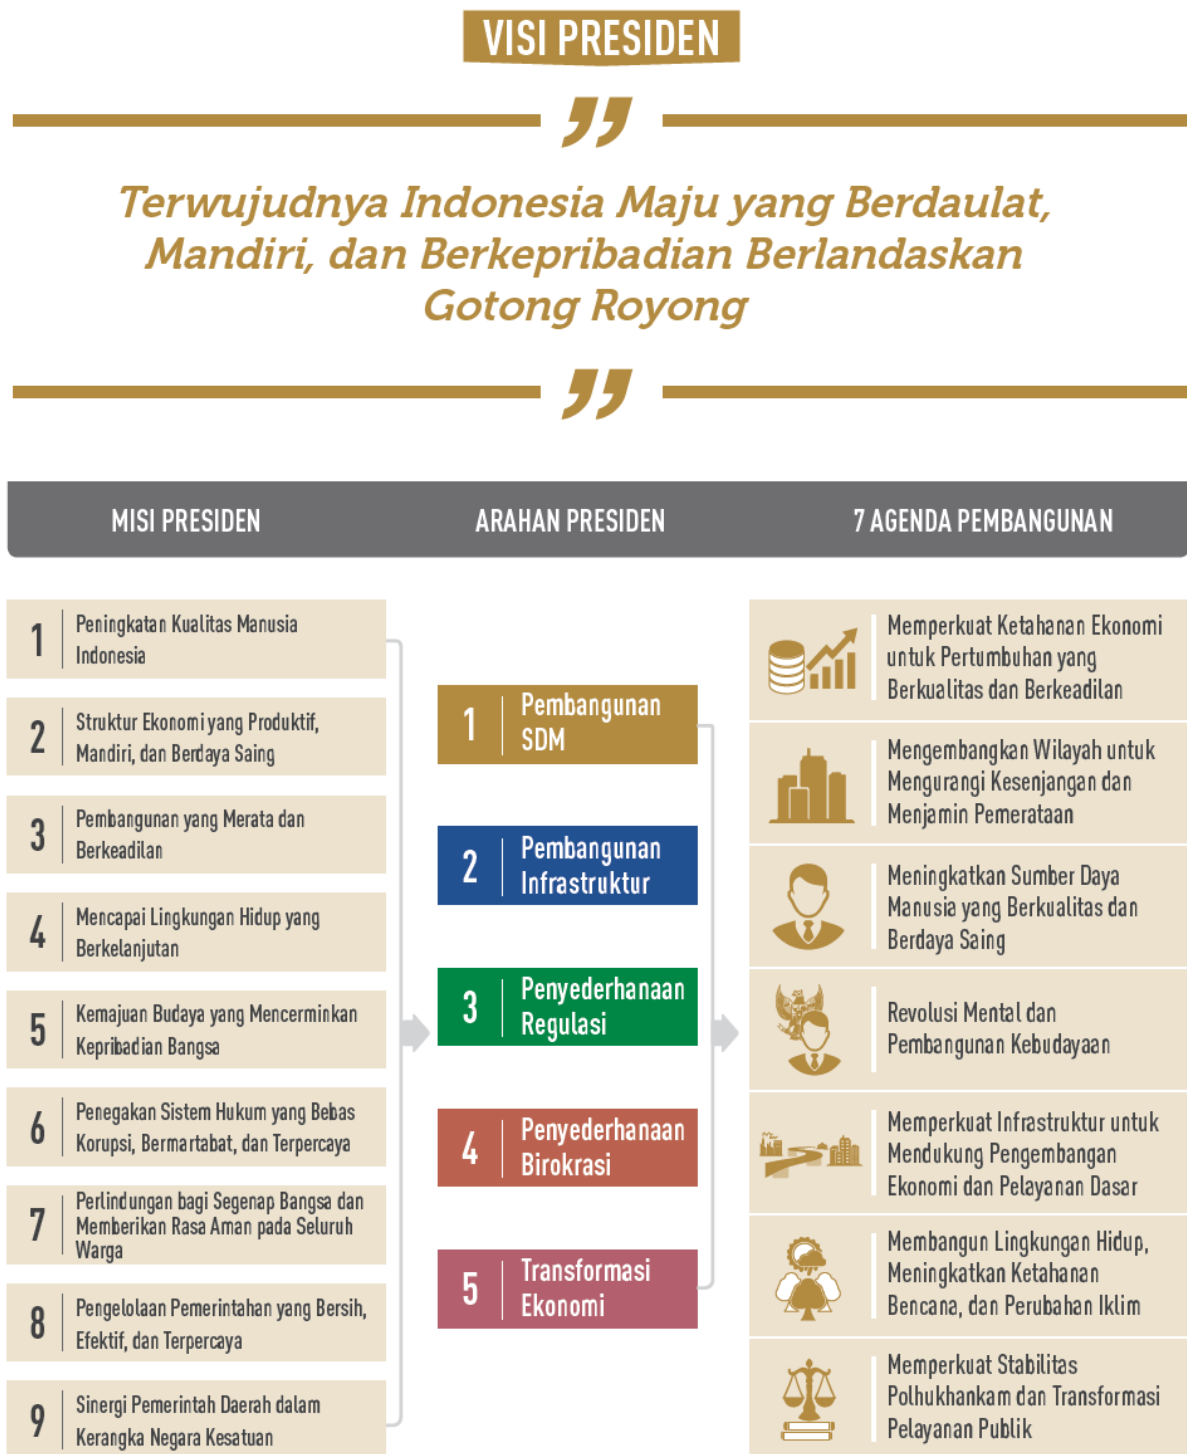 VISI PRESIDEN
”
Terwujudnya Indonesia Maju yang Berdaulat,
Mandiri, dan Berkepribadian Berlandaskan
Gotong Royong
”
MISI PRESIDEN
1
Peningkatan Kualitas Manusia
Indonesia
2
Struktur Ekonomi yang Produktif,
Mandiri, dan Berdaya Saing
3
Pembangunan yang Merata dan
Berkeadilan
4
Mencapai Lingkungan Hidup yang
Berkelanjutan
5
Kemajuan Budaya yang Mencerminkan
Kepribadian Bangsa
6
Penegakan Sistem Hukum yang Bebas
Korupsi, Bermartabat, dan Terpercaya
7
Perlindungan bagi Segenap Bangsa dan
Memberikan Rasa Aman pada Seluruh
Warga
8
Pengelolaan Pemerintahan yang Bersih,
Efektif, dan Terpercaya
9
Sinergi Pemerintah Daerah dalam
Kerangka Negara Kesatuan
ARAHAN PRESIDEN
1
Pembangunan
SDM
2
Pembangunan
Infrastruktur
3
Penyederhanaan
Regulasi
4
Penyederhanaan
Birokrasi
5
Transformasi
Ekonomi
7 AGENDA PEMBANGUNAN
Memperkuat Ketahanan Ekonomi
untuk Pertumbuhan yang
Berkualitas dan Berkeadilan
Mengembangkan Wilayah untuk
Mengurangi Kesenjangan dan
Menjamin Pemerataan
Meningkatkan Sumber Daya
Manusia yang Berkualitas dan
Berdaya Saing
Revolusi Mental dan
Pembangunan Kebudayaan
Memperkuat Infrastruktur untuk
Mendukung Pengembangan
Ekonomi dan Pelayanan Dasar
Membangun Lingkungan Hidup,
Meningkatkan Ketahanan
Bencana, dan Perubahan Iklim
Memperkuat Stabilitas
Polhukhankam dan Transformasi
Pelayanan Publik